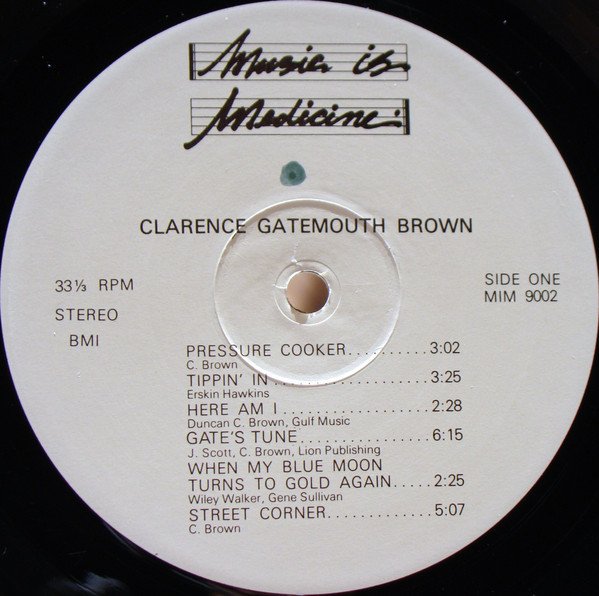 Music is
Medicine
CLARENCE GATEMOUTH BROWN
33⅓ RPM
STEREO
BMI
SIDE ONE
MIM 9002
PRESSURE COOKER..........3:02
C. Brown
TIPPIN' IN....................3:25
Erskin Hawkins
HERE AM I...................2:28
Duncan C. Brown, Gulf Music
GATE'S TUNE.................6:15
J. Scott, C. Brown, Lion Publishing
WHEN MY BLUE MOON
TURNS TO GOLD AGAIN.....2:25
Wiley Walker, Gene Sullivan
STREET CORNER.............5:07
C. Brown